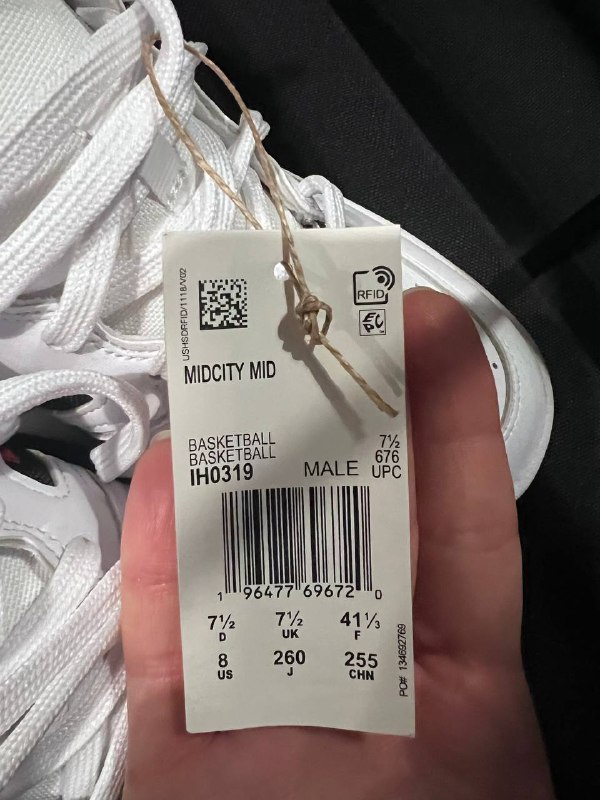 USHSDRFID/1118/V02
RFID
EPC
MIDCITY MID
BASKETBALL
BASKETBALL
IH0319
MALE
7½
676
UPC
1 96477 69672 0
7½ 7½ 41⅓
D UK F
8 260 255
US J CHN
PO# 134692769